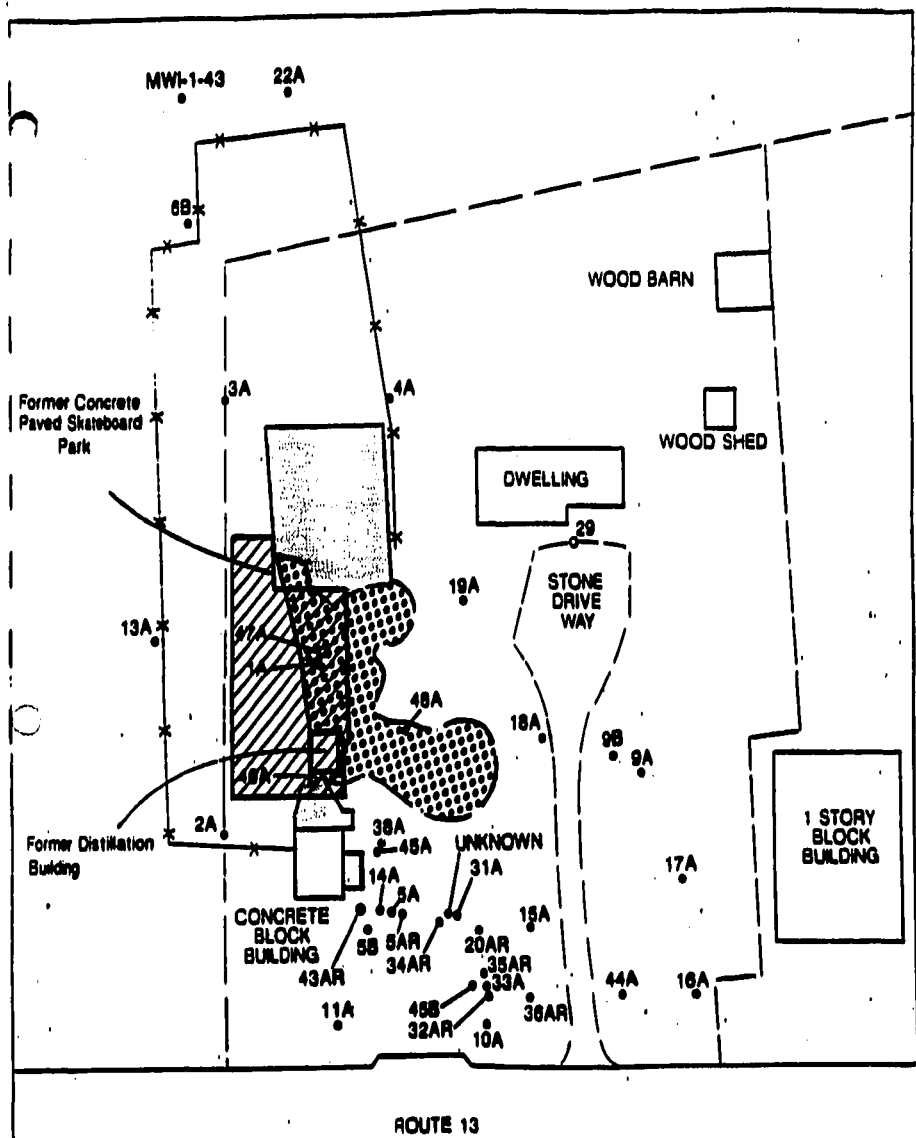 MWI-1-43
22A
6B
WOOD BARN
3A
4A
Former Concrete
Paved Skateboard
Park
WOOD SHED
DWELLING
29
19A
STONE
DRIVE
WAY
13A
47A
1A
46A
18A
9B
9A
2A
Former Distillation
Building
38A
45A
UNKNOWN
1 STORY
BLOCK
BUILDING
17A
14A
5A
31A
CONCRETE
BLOCK
BUILDING
5B
5AR
34AR
20AR
15A
43AR
35AR
33A
44A
16A
11A
45B
32AR
36AR
10A
ROUTE 13